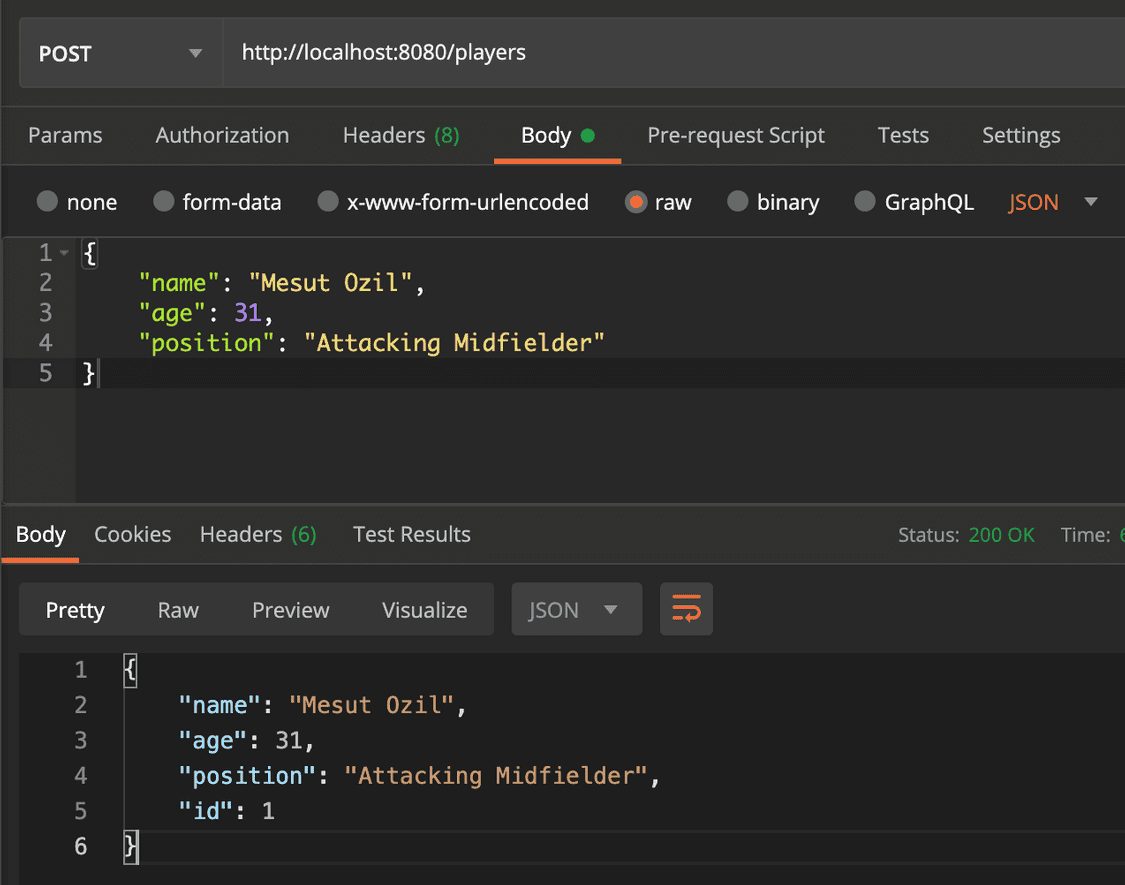 POST http://localhost:8080/players
Params Authorization Headers (8) Body Pre-request Script Tests Settings
none form-data x-www-form-urlencoded raw binary GraphQL JSON
1 {
2 "name": "Mesut Ozil",
3 "age": 31,
4 "position": "Attacking Midfielder"
5 }
Body Cookies Headers (6) Test Results Status: 200 OK Time:
Pretty Raw Preview Visualize JSON
1 {
2 "name": "Mesut Ozil",
3 "age": 31,
4 "position": "Attacking Midfielder",
5 "id": 1
6 }